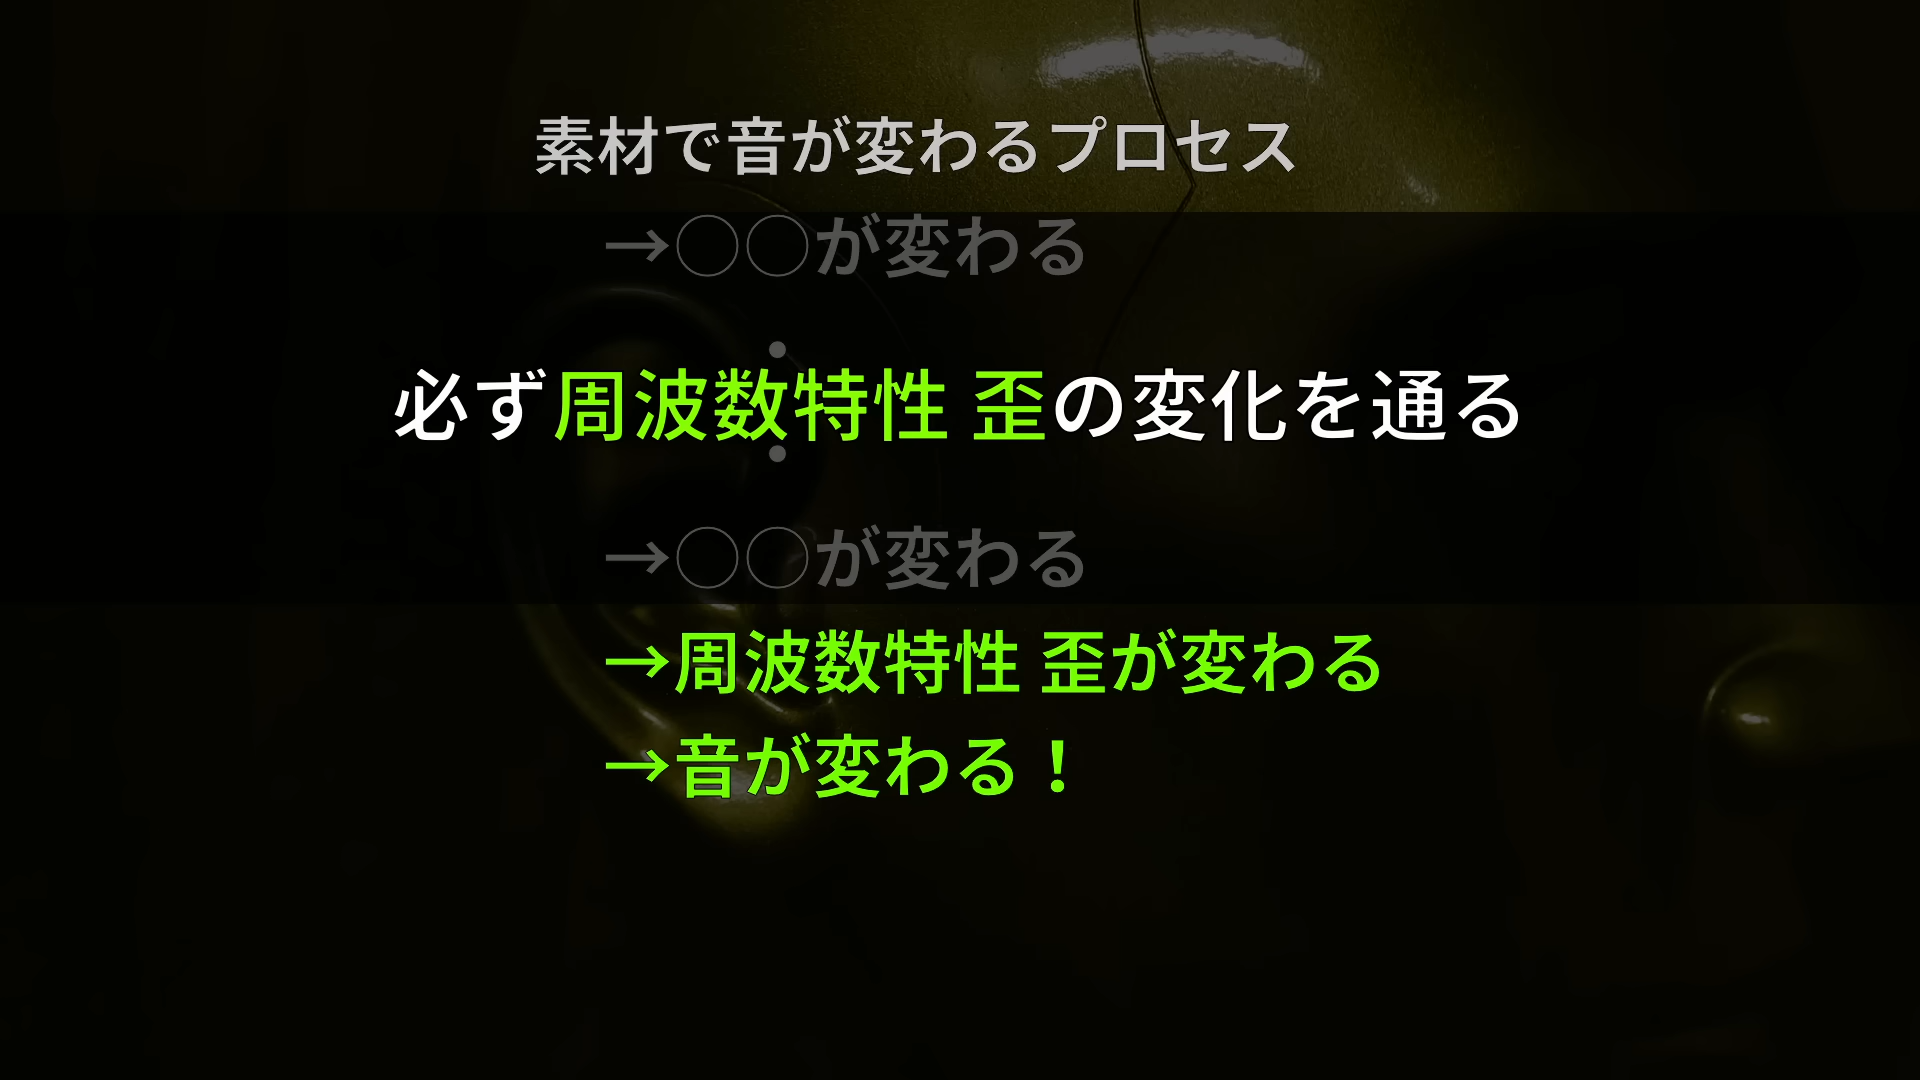 素材で音が変わるプロセス
→○○が変わる
・
必ず周波数特性 歪の変化を通る
・
→○○が変わる
→周波数特性 歪が変わる
→音が変わる！